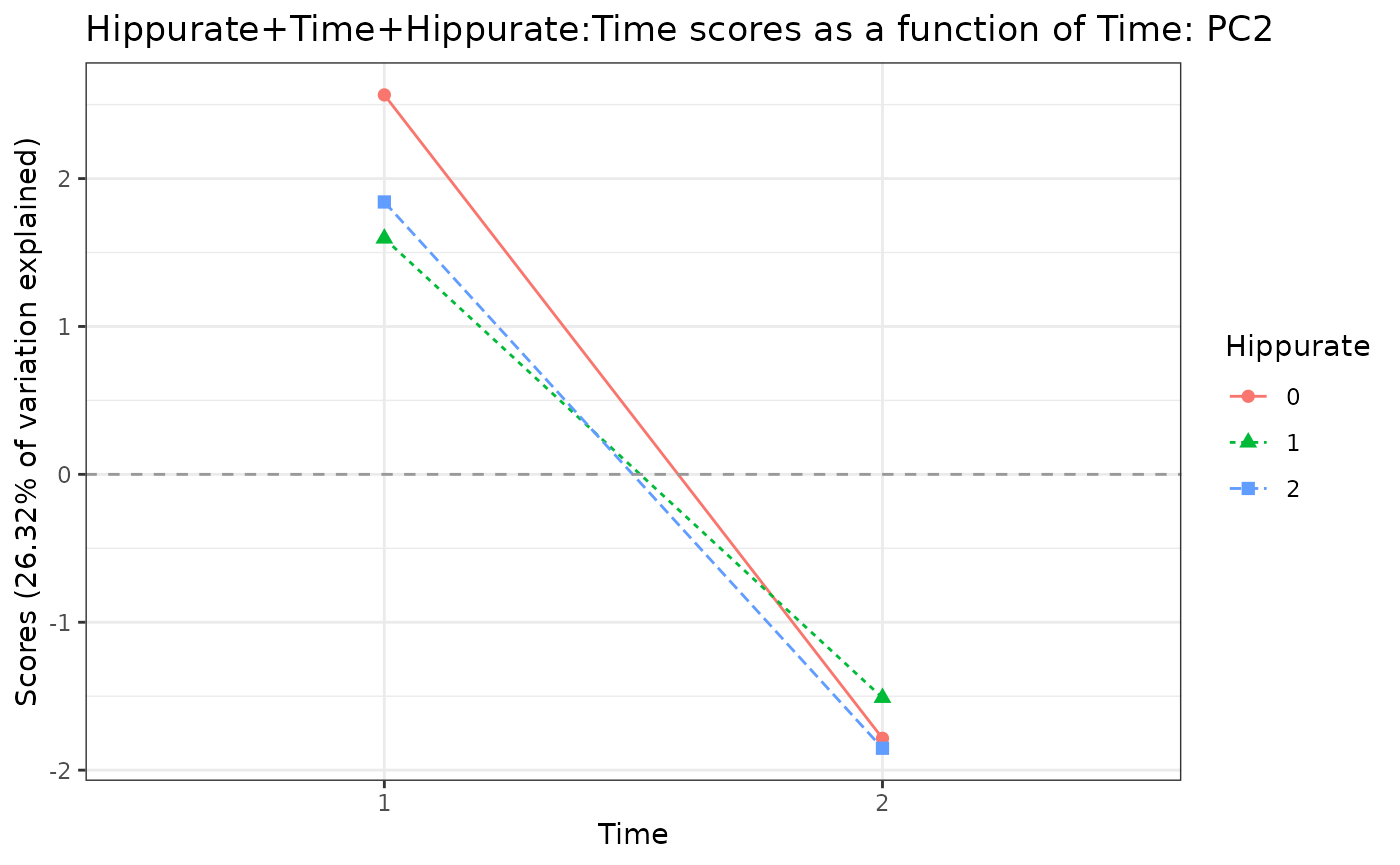 Hippurate+Time+Hippurate:Time scores as a function of Time: PC2
Scores (26.32% of variation explained)
2
1
0
-1
-2
1
2
Time
Hippurate
0
1
2